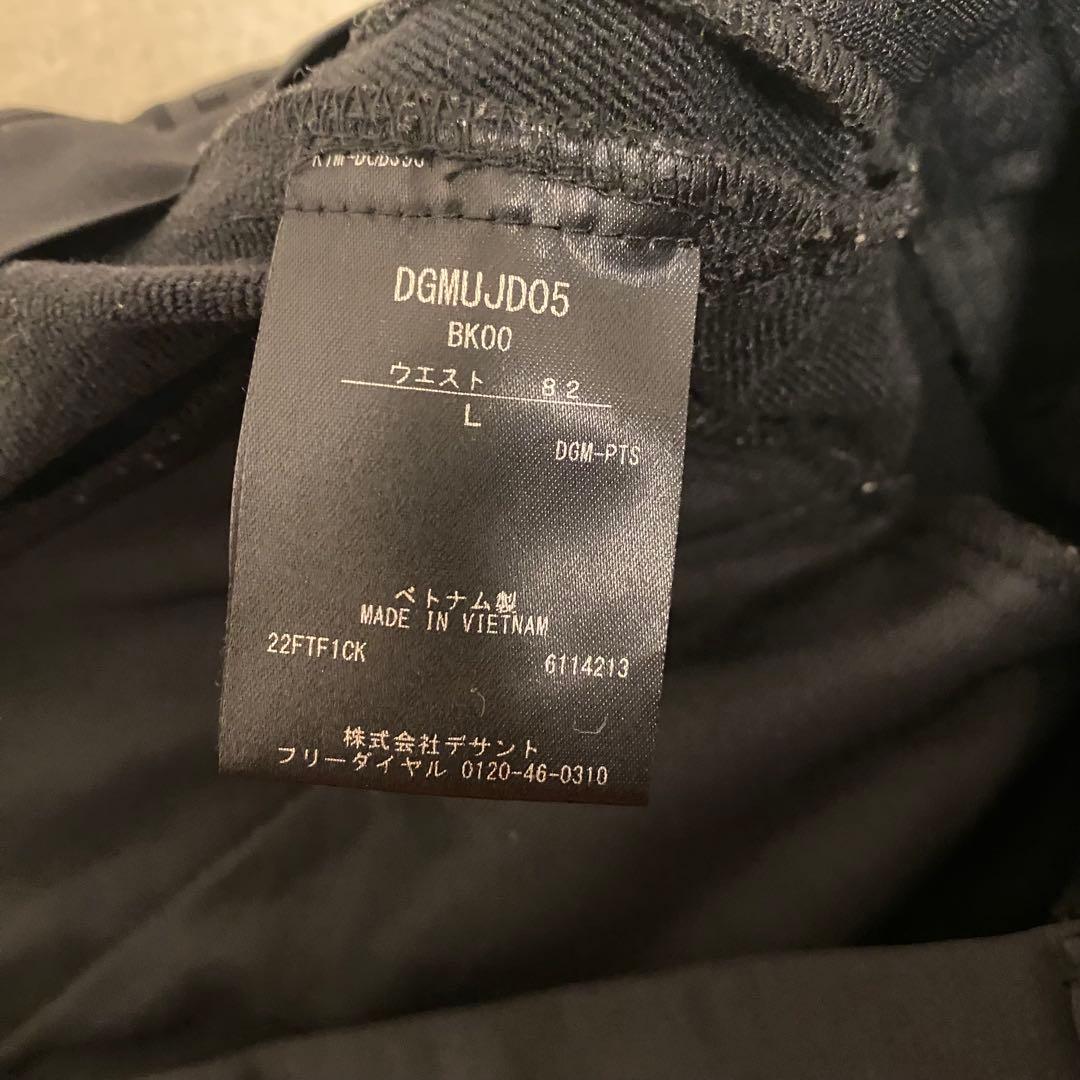 DGMUJD05
BK00
ウエスト 82
L
DGM-PTS
ベトナム製
MADE IN VIETNAM
22FTF1CK 6114213
株式会社デサント
フリーダイヤル 0120-46-0310